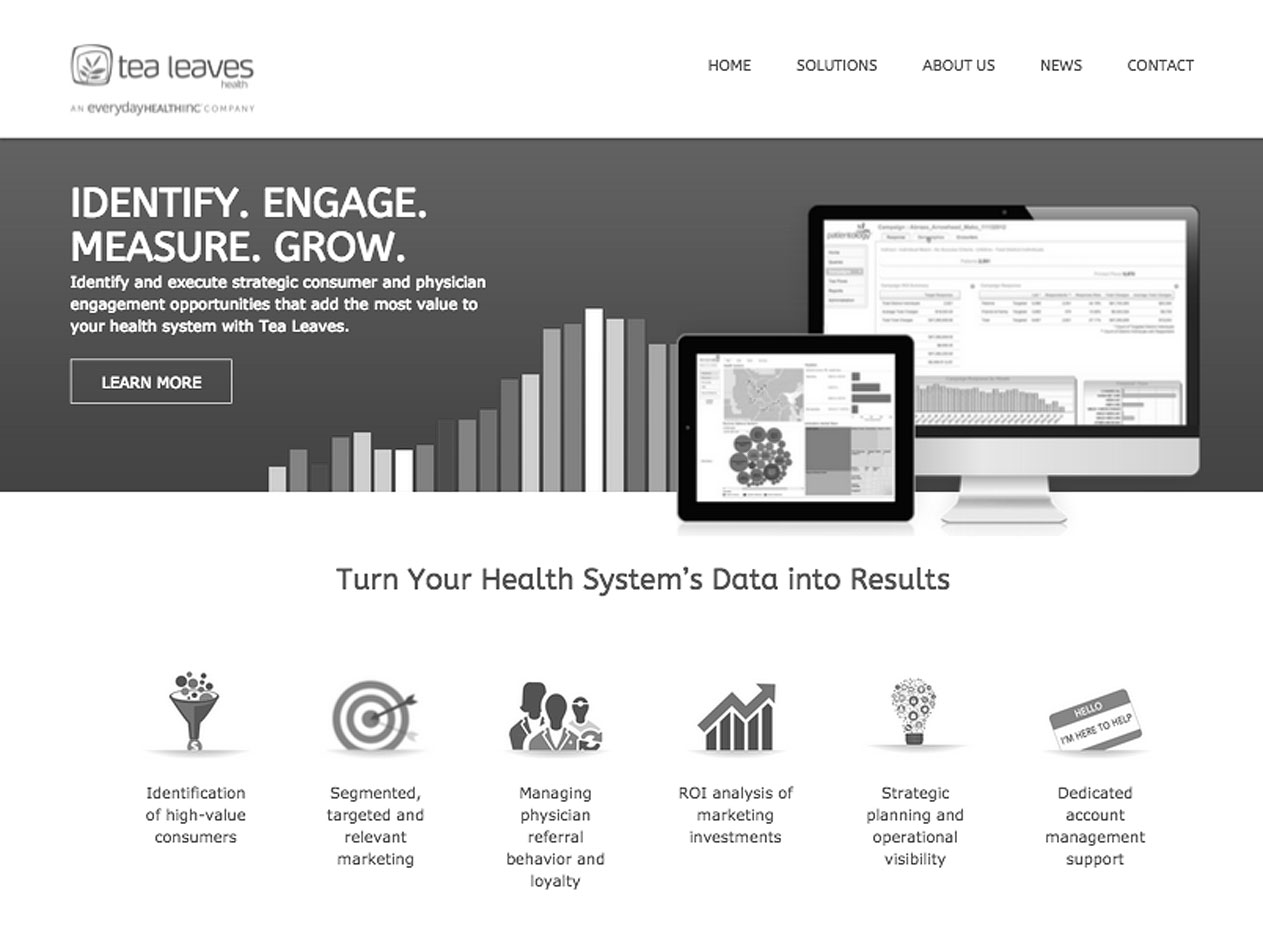 tea leaves
health
AN everydayHEALTHINC COMPANY
HOME SOLUTIONS ABOUT US NEWS CONTACT
IDENTIFY. ENGAGE.
MEASURE. GROW.
Identify and execute strategic consumer and physician
engagement opportunities that add the most value to
your health system with Tea Leaves.
LEARN MORE
patientology
Turn Your Health System’s Data into Results
HELLO
I'M HERE TO HELP
Identification
of high-value
consumers
Segmented,
targeted and
relevant
marketing
Managing
physician
referral
behavior and
loyalty
ROI analysis of
marketing
investments
Strategic
planning and
operational
visibility
Dedicated
account
management
support